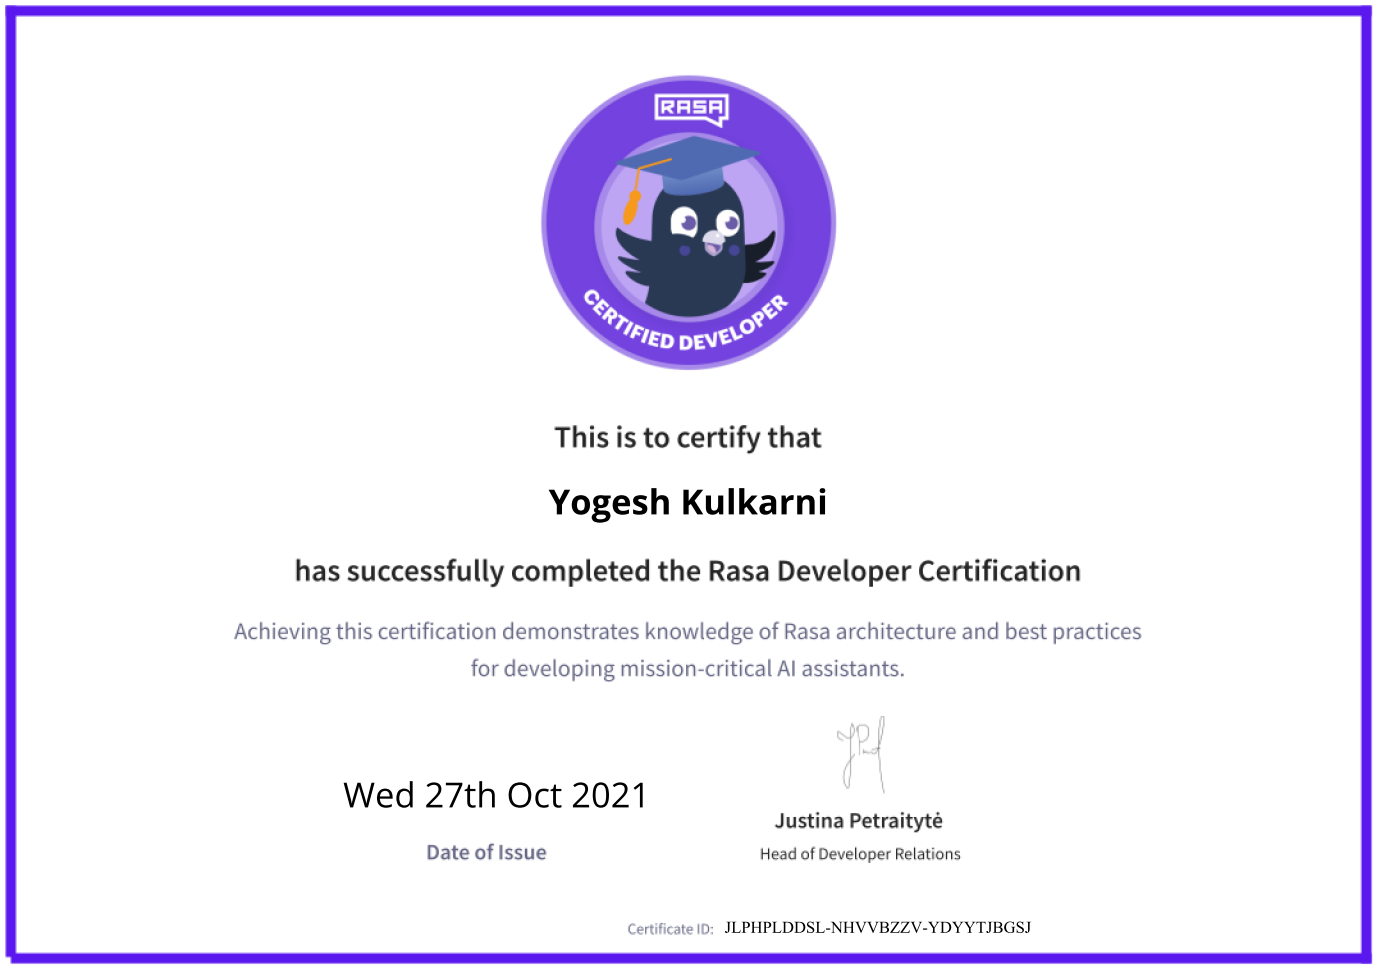 RASA
CERTIFIED DEVELOPER
This is to certify that
Yogesh Kulkarni
has successfully completed the Rasa Developer Certification
Achieving this certification demonstrates knowledge of Rasa architecture and best practices
for developing mission-critical AI assistants.
Wed 27th Oct 2021
Date of Issue
Justina Petraitytė
Head of Developer Relations
Certificate ID: JLPHPLDDSL-NHVVBZZV-YDYYTJBGSJ